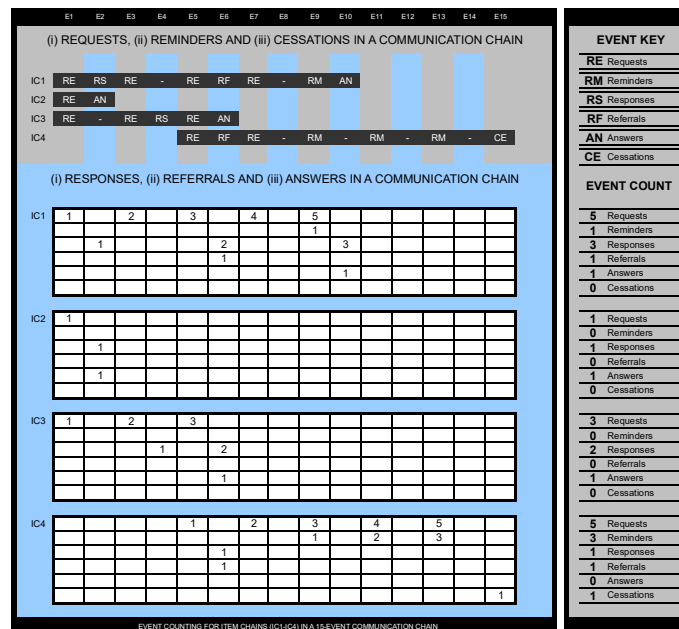 E1 E2 E3 E4 E5 E6 E7 E8 E9 E10 E11 E12 E13 E14 E15
(i) REQUESTS, (ii) REMINDERS AND (iii) CESSATIONS IN A COMMUNICATION CHAIN
IC1 RE RS RE - RE RF RE - RM AN
IC2 RE AN
IC3 RE - RE RS RE AN
IC4 RE RF RE - RM - RM - RM - CE
(i) RESPONSES, (ii) REFERRALS AND (iii) ANSWERS IN A COMMUNICATION CHAIN
IC1 1 2 3 4 5
1
1 2 3
1
1
IC2 1
1
1
IC3 1 2 3
1 2
1
IC4 1 2 3 4 5
1 2 3
1
1
1
EVENT COUNTING FOR ITEM CHAINS (IC1-IC4) IN A 15-EVENT COMMUNICATION CHAIN
EVENT KEY
RE Requests
RM Reminders
RS Responses
RF Referrals
AN Answers
CE Cessations
EVENT COUNT
5 Requests
1 Reminders
3 Responses
1 Referrals
1 Answers
0 Cessations
1 Requests
0 Reminders
1 Responses
0 Referrals
1 Answers
0 Cessations
3 Requests
0 Reminders
2 Responses
0 Referrals
1 Answers
0 Cessations
5 Requests
3 Reminders
1 Responses
1 Referrals
0 Answers
1 Cessations